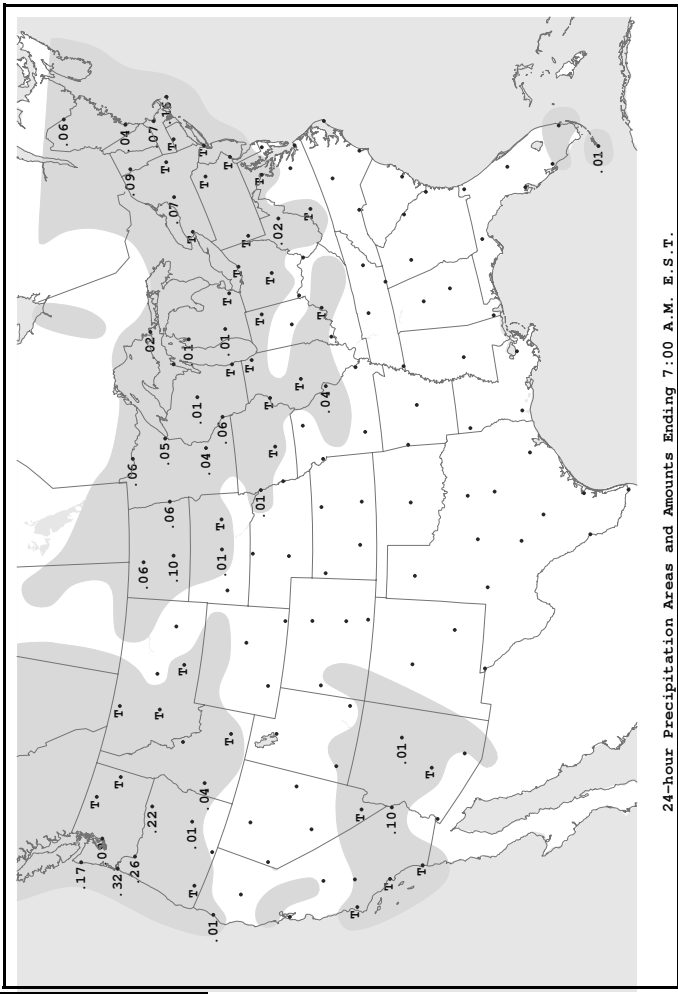 .06
.17
T
.03
.32
T
T
.04
.09
.06
.26
.06
.02
.22
.07
T
.05
T
.15
.06
.10
.07
T
T
.01
.01
T
T
.01
.04
.04
T
T
.01
.01
T
.06
.01
T
T
T
T
T
T
T
.01
T
T
T
T
T
.02
T
T
T
.04
T
T
T
.10
.01
T
T
.01
24-hour Precipitation Areas and Amounts Ending 7:00 A.M. E.S.T.